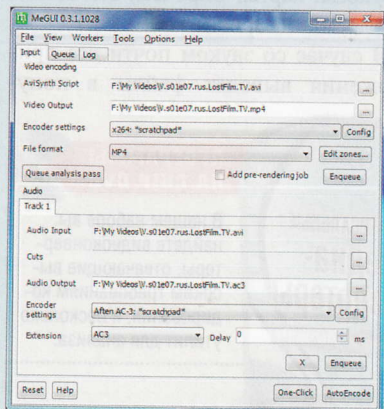 MeGUI 0.3.1.1028
File View Workers Tools Options Help
Input Queue Log
Video encoding
AviSynth Script F:\My Videos\V.s01e07.rus.LostFilm.TV.avi ...
Video Output F:\My Videos\V.s01e07.rus.LostFilm.TV.mp4 ...
Encoder settings x264: *scratchpad* Config
File format MP4 Edit zones...
Queue analysis pass Add pre-rendering job Enqueue
Audio
Track 1
Audio Input F:\My Videos\V.s01e07.rus.LostFilm.TV.avi ...
Cuts ...
Audio Output F:\My Videos\V.s01e07.rus.LostFilm.TV.ac3 ...
Encoder settings Aften AC-3: *scratchpad* Config
Extension AC3 Delay 0 ms
X Enqueue
Reset Help One-Click AutoEncode